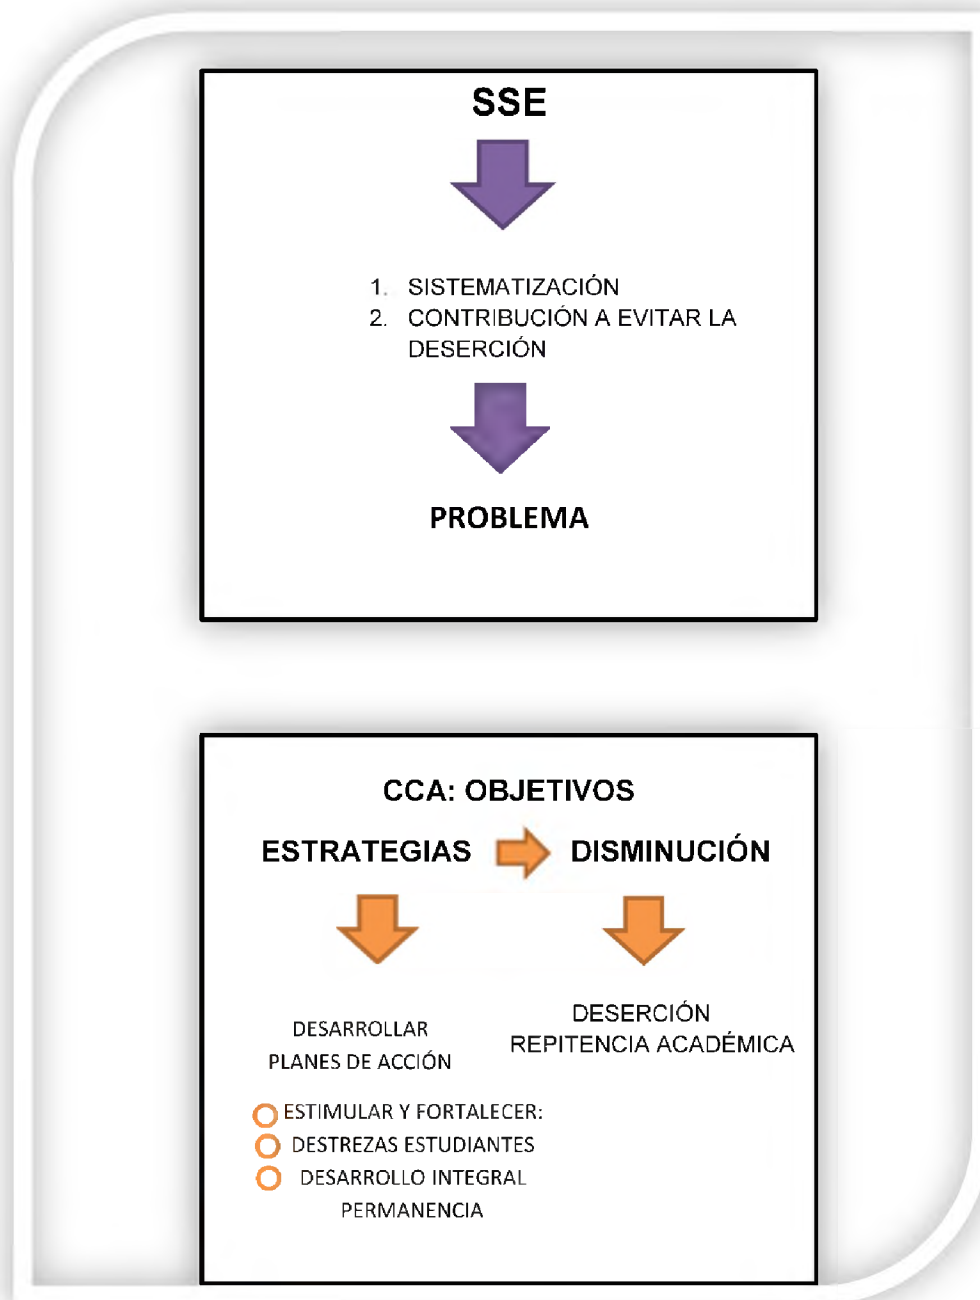 SSE
1. SISTEMATIZACIÓN
2. CONTRIBUCIÓN A EVITAR LA
DESERCIÓN
PROBLEMA
CCA: OBJETIVOS
ESTRATEGIAS
DISMINUCIÓN
DESARROLLAR
PLANES DE ACCIÓN
ESTIMULAR Y FORTALECER:
DESTREZAS ESTUDIANTES
DESARROLLO INTEGRAL
PERMANENCIA
DESERCIÓN
REPITENCIA ACADÉMICA